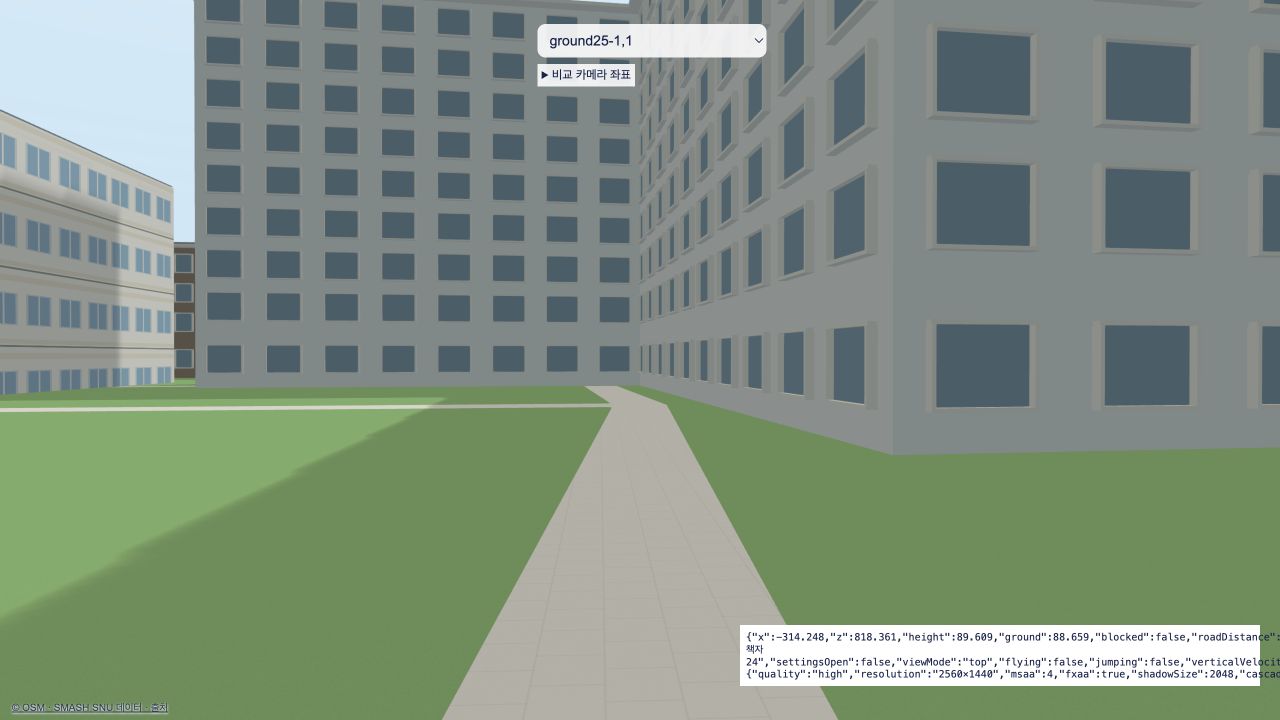 ground25-1,1
▶ 비교 카메라 좌표
{"x":−314.248,"z":818.361,"height":89.609,"ground":88.659,"blocked":false,"roadDistance":
책자
24","settingsOpen":false,"viewMode":"top","flying":false,"jumping":false,"verticalVelocit
{"quality":"high","resolution":"2560×1440","msaa":4,"fxaa":true,"shadowSize":2048,"cascad
© OSM · SMASH SNU 데이터 · 출처